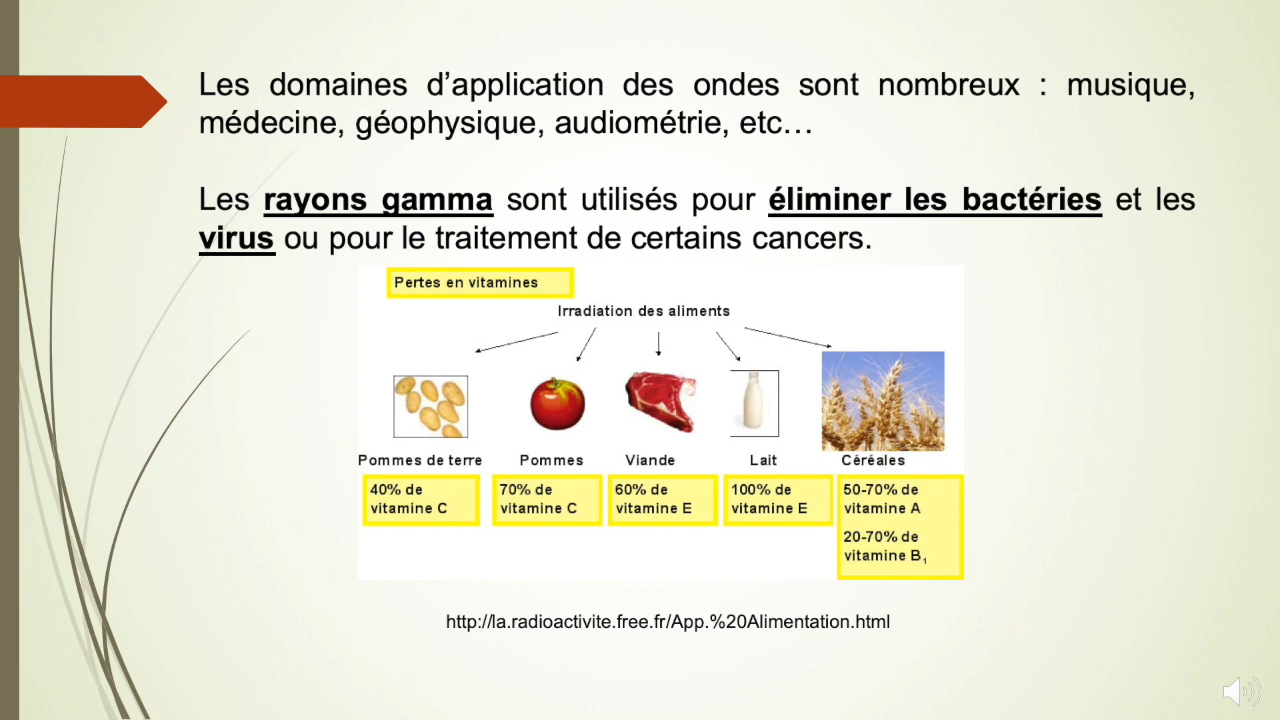 Les domaines d’application des ondes sont nombreux : musique,
médecine, géophysique, audiométrie, etc…
Les rayons gamma sont utilisés pour éliminer les bactéries et les
virus ou pour le traitement de certains cancers.
Pertes en vitamines
Irradiation des aliments
Pommes de terre Pommes Viande Lait Céréales
40% de 70% de 60% de 100% de 50-70% de
vitamine C vitamine C vitamine E vitamine E vitamine A
20-70% de
vitamine B₁
http://la.radioactivite.free.fr/App.%20Alimentation.html